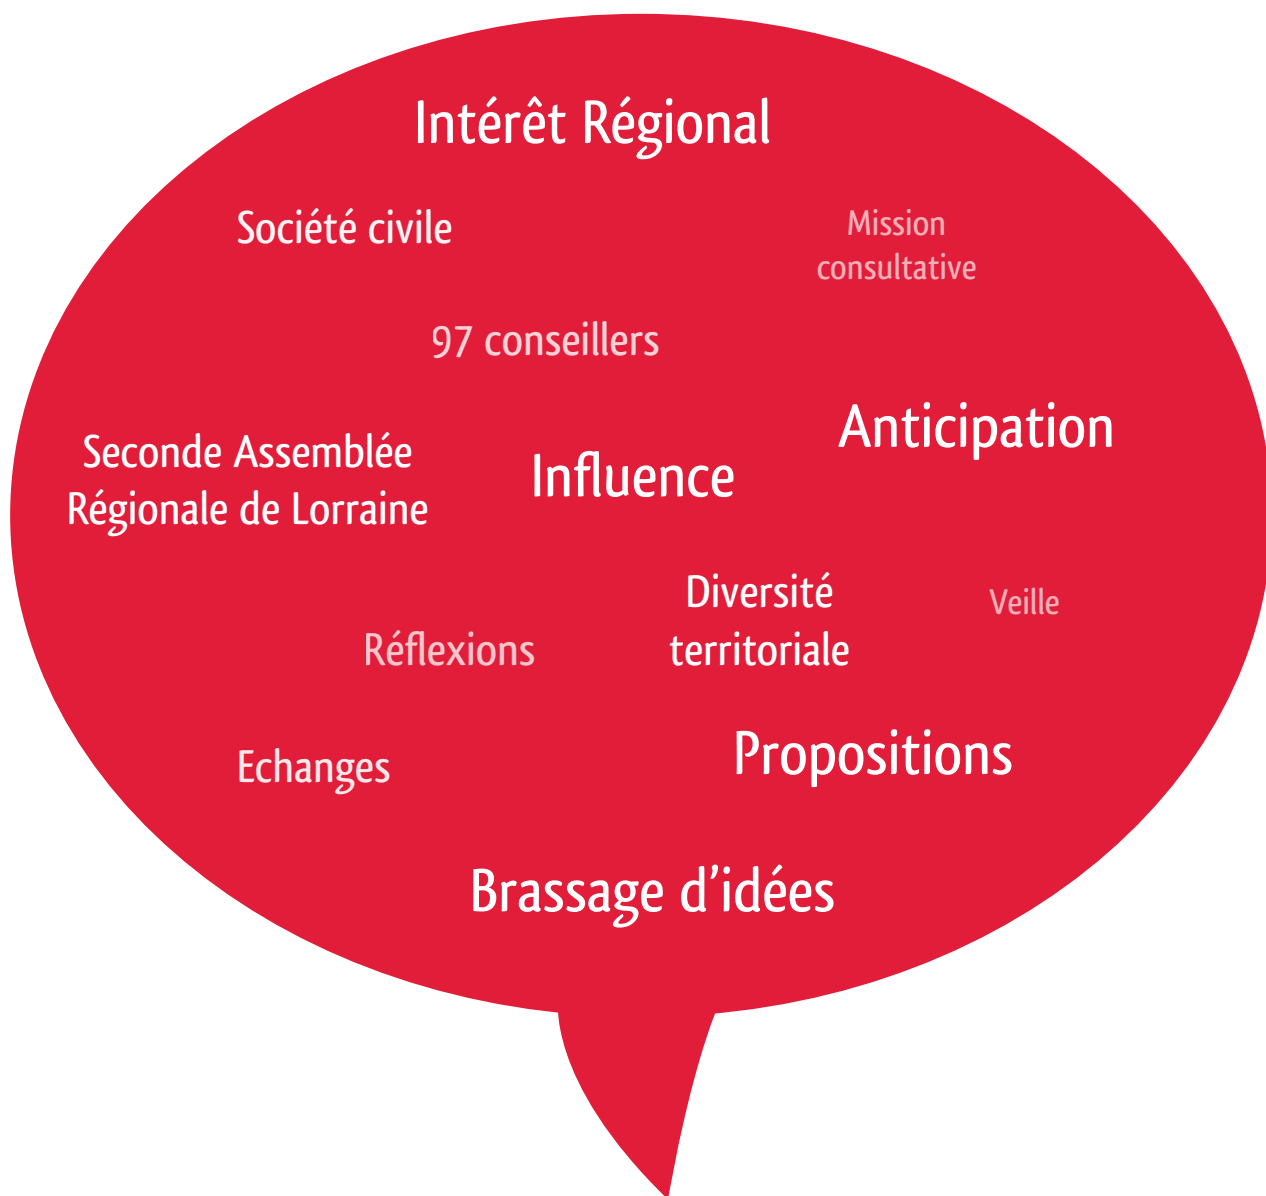 Intérêt Régional
Société civile
Mission
consultative
97 conseillers
Anticipation
Seconde Assemblée
Régionale de Lorraine
Influence
Diversité
territoriale
Veille
Réflexions
Propositions
Echanges
Brassage d’idées